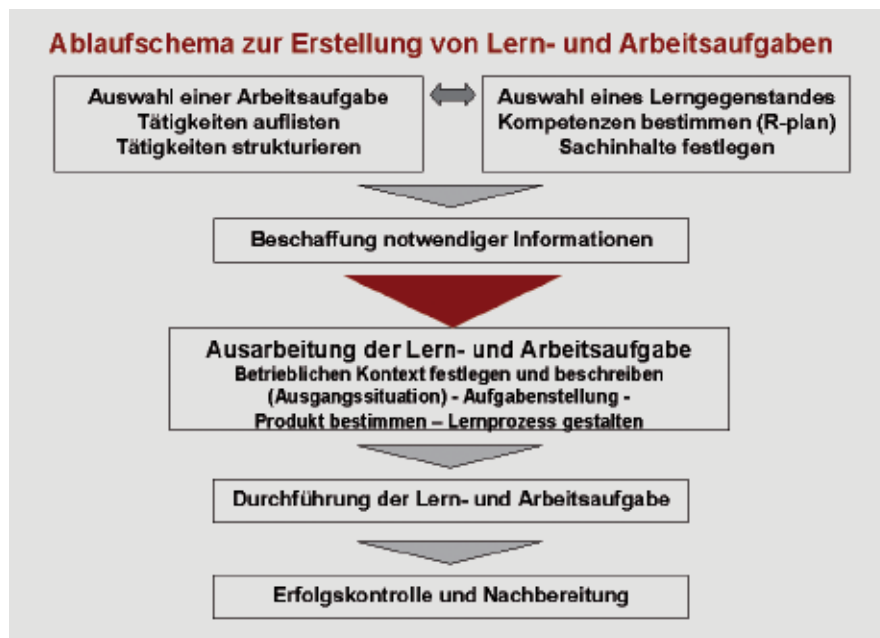 Ablaufschema zur Erstellung von Lern- und Arbeitsaufgaben
Auswahl einer Arbeitsaufgabe
Tätigkeiten auflisten
Tätigkeiten strukturieren
Auswahl eines Lerngegenstandes
Kompetenzen bestimmen (R-plan)
Sachinhalte festlegen
Beschaffung notwendiger Informationen
Ausarbeitung der Lern- und Arbeitsaufgabe
Betrieblichen Kontext festlegen und beschreiben
(Ausgangssituation) - Aufgabenstellung -
Produkt bestimmen – Lernprozess gestalten
Durchführung der Lern- und Arbeitsaufgabe
Erfolgskontrolle und Nachbereitung